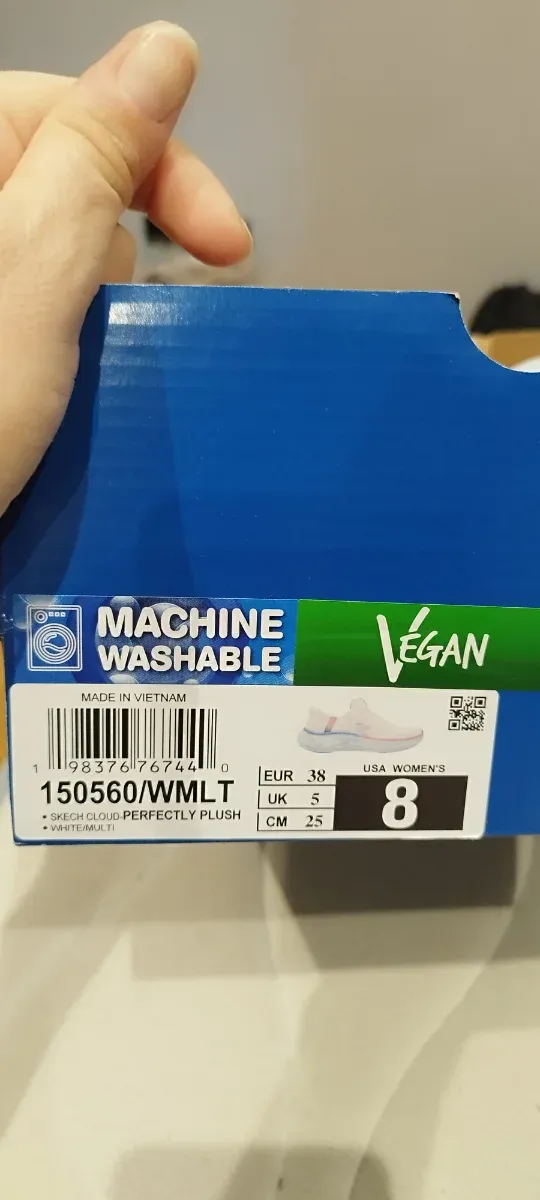 MACHINE
WASHABLE
VEGAN
MADE IN VIETNAM
1 98376 76744 0
150560/WMLT
• SKECH CLOUD-PERFECTLY PLUSH
• WHITE/MULTI
EUR 38
UK 5
CM 25
USA WOMEN'S
8